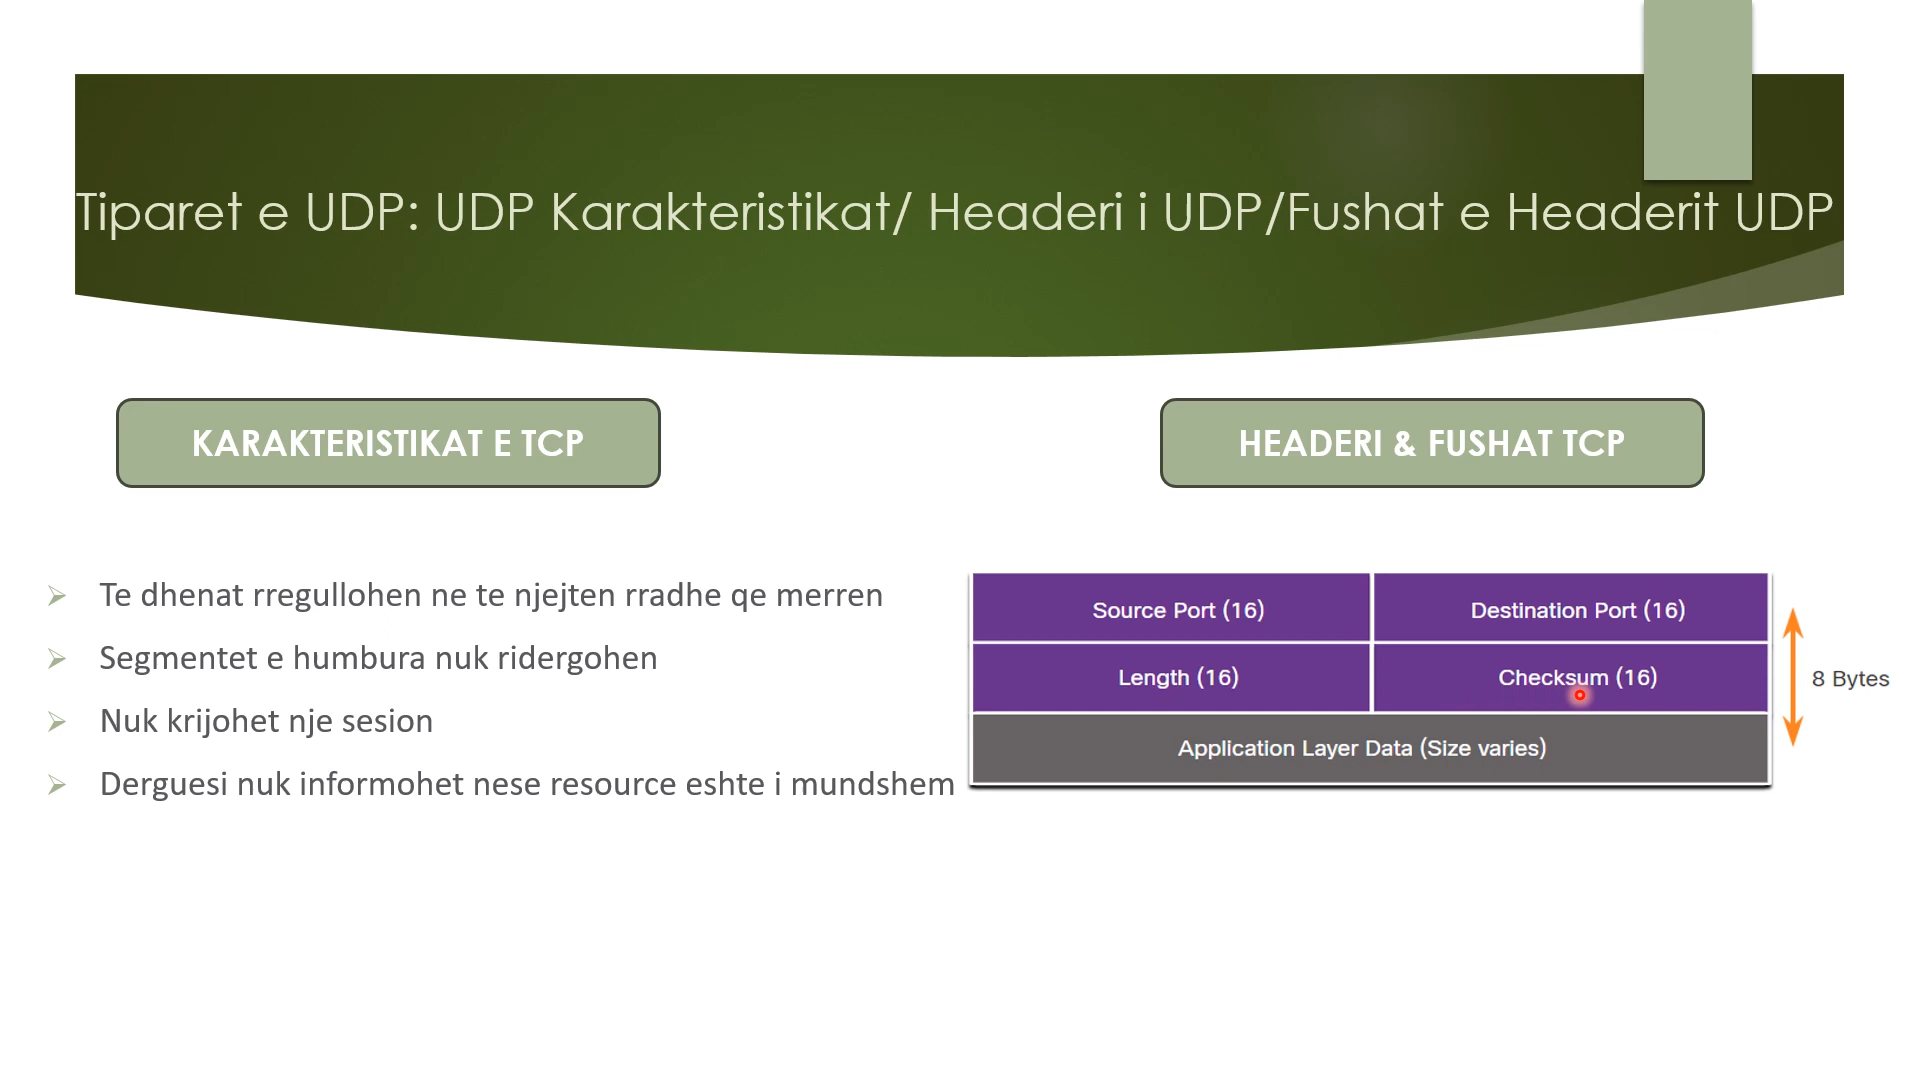 Tiparet e UDP: UDP Karakteristikat/ Headeri i UDP/Fushat e Headerit UDP
KARAKTERISTIKAT E TCP
Te dhenat rregullohen ne te njejten rradhe qe merren
Segmentet e humbura nuk ridergohen
Nuk krijohet nje sesion
Derguesi nuk informohet nese resource eshte i mundshem
HEADERI & FUSHAT TCP
Source Port (16)
Destination Port (16)
Length (16)
Checksum (16)
Application Layer Data (Size varies)
8 Bytes